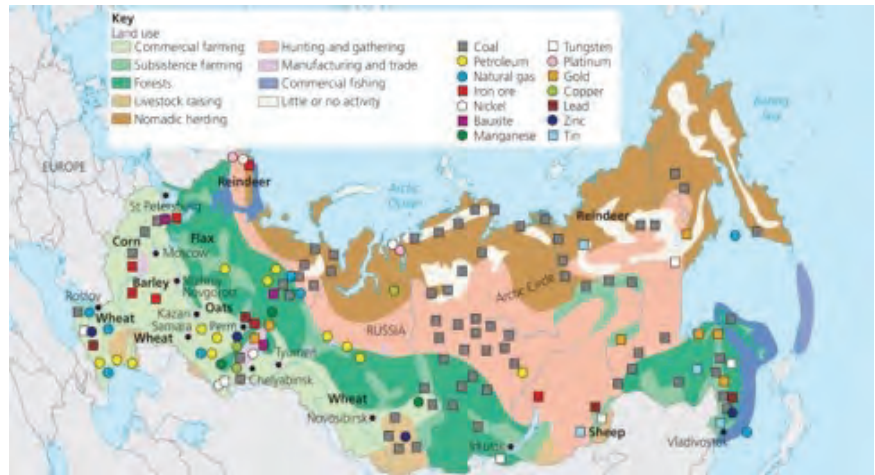 Key
Land use
Commercial farming
Subsistence farming
Forests
Livestock raising
Nomadic herding
Hunting and gathering
Manufacturing and trade
Commercial fishing
Little or no activity
Coal
Petroleum
Natural gas
Iron ore
Nickel
Bauxite
Manganese
Tungsten
Platinum
Gold
Copper
Lead
Zinc
Tin
Bering
Sea
EUROPE
Reindeer
Arctic
Ocean
St Petersburg
Reindeer
Corn
Flax
Moscow
Arctic Circle
Barley
Nizhniy
Novgorod
Rostov
Kazan
Oats
RUSSIA
Wheat
Samara
Perm
Wheat
Tyumen
Chelyabinsk
Wheat
Novosibirsk
Irkutsk
Sheep
Vladivostok